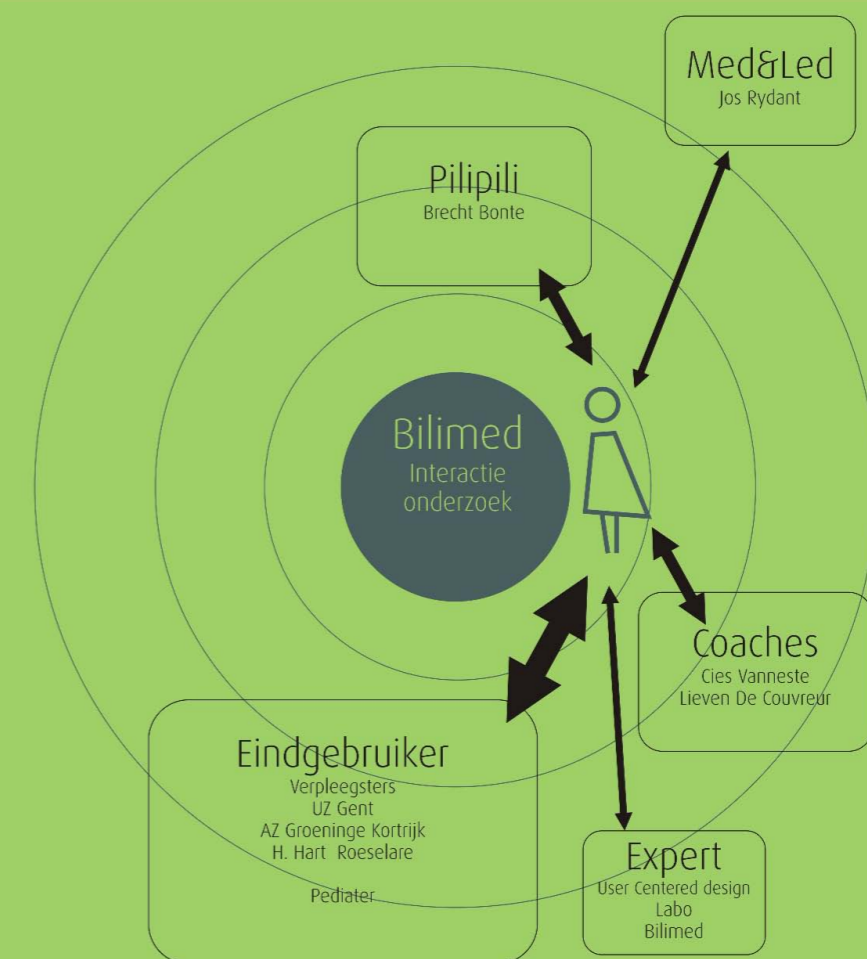 Med&Led
Jos Rydant
Pilipili
Brecht Bonte
Bilimed
Interactie
onderzoek
Coaches
Cies Vanneste
Lieven De Couvreur
Eindgebruiker
Verpleegsters
UZ Gent
AZ Groeninge Kortrijk
H. Hart Roeselare
Pediater
Expert
User Centered design
Labo
Bilimed